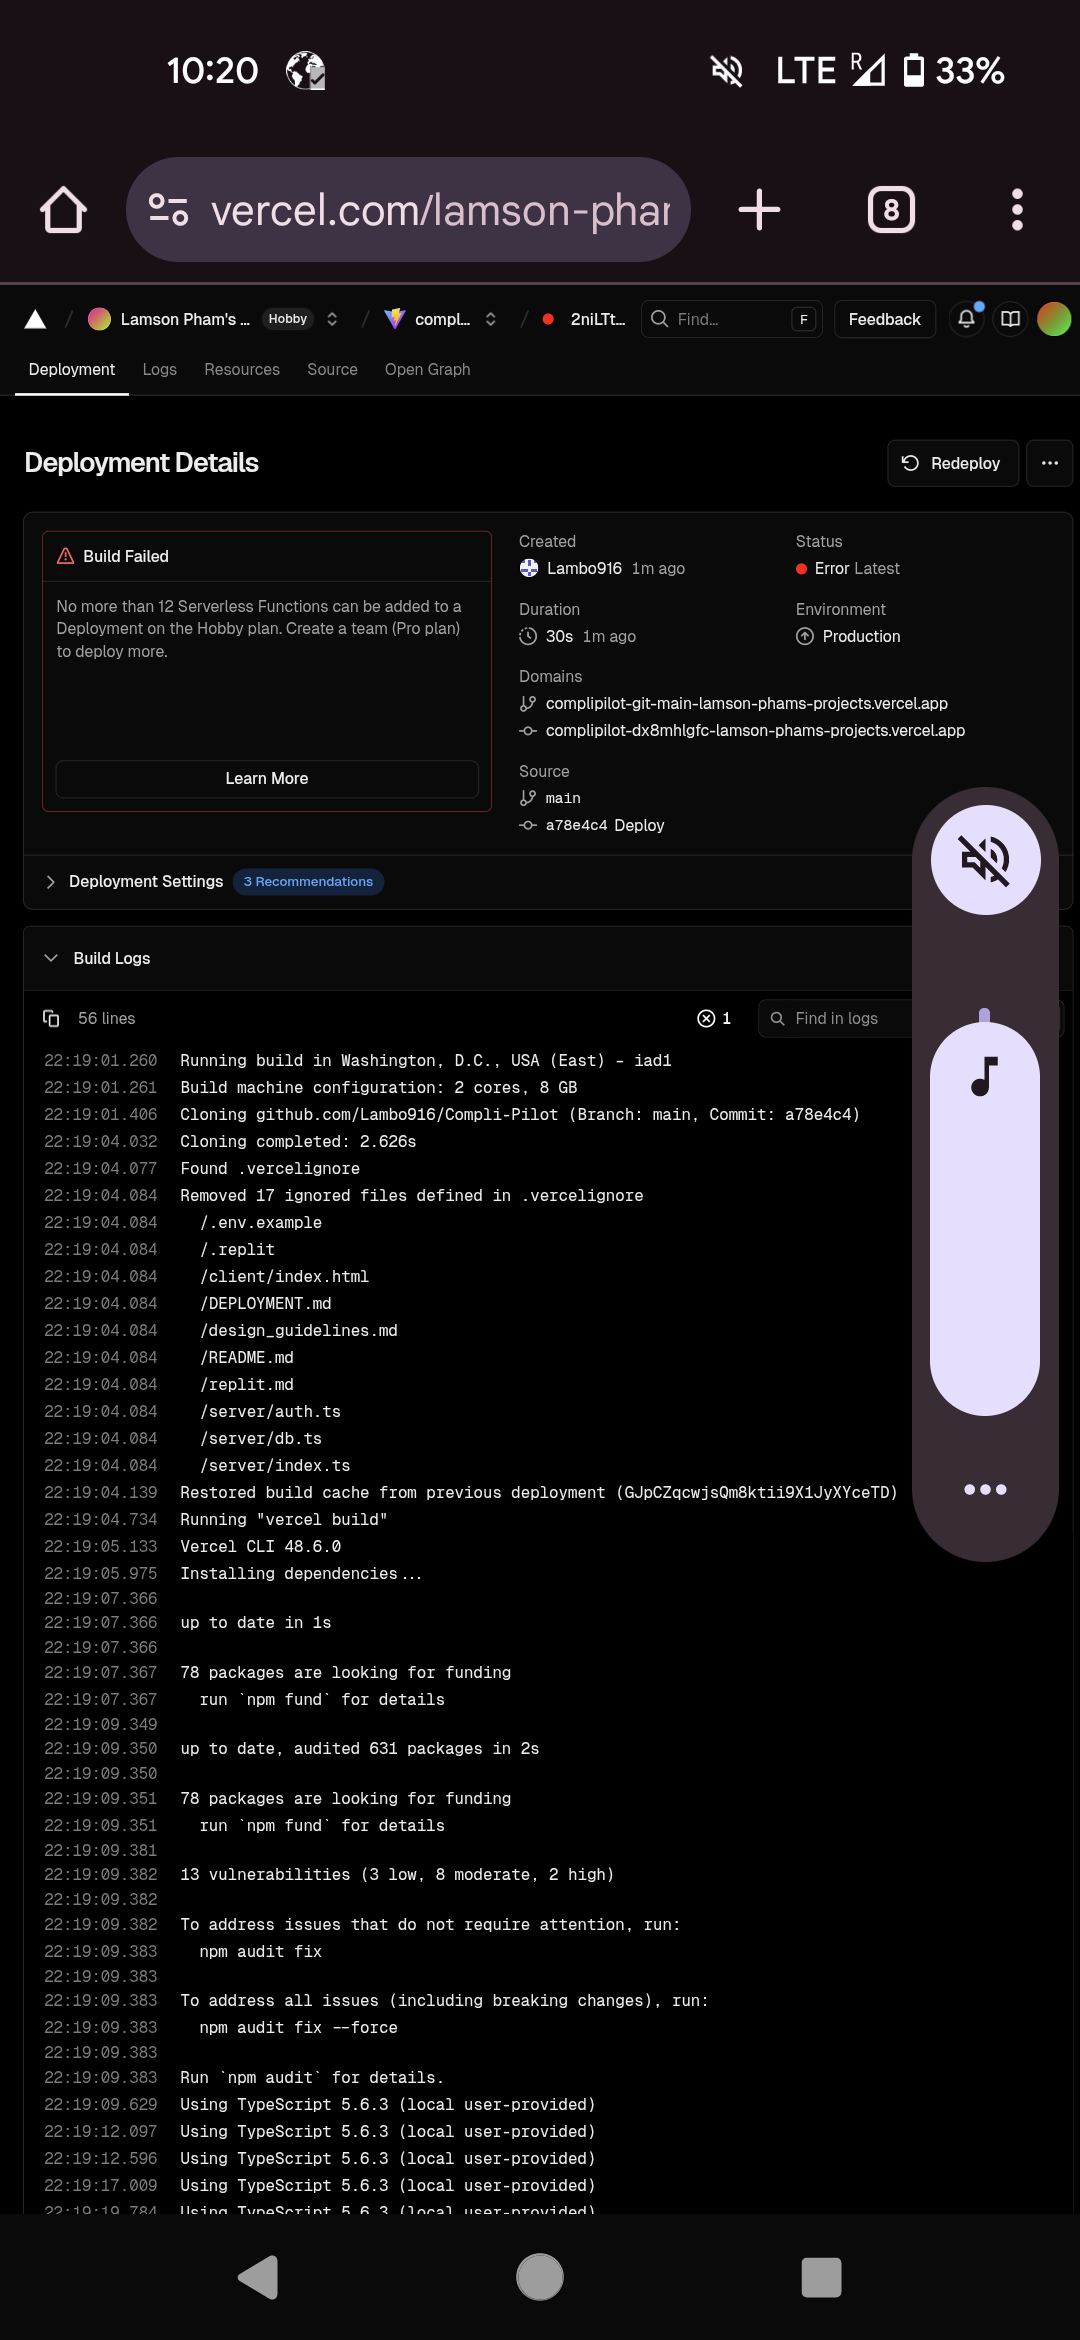 10:20
LTE R 33%
vercel.com/lamson-phar
8
Lamson Pham's ... Hobby
compl...
2niLTt...
Find...
F
Feedback
Deployment Logs Resources Source Open Graph
Deployment Details
Redeploy
Build Failed
No more than 12 Serverless Functions can be added to a
Deployment on the Hobby plan. Create a team (Pro plan)
to deploy more.
Learn More
Created
Lambo916 1m ago
Status
Error Latest
Duration
30s 1m ago
Environment
Production
Domains
complipilot-git-main-lamson-phams-projects.vercel.app
complipilot-dx8mhlgfc-lamson-phams-projects.vercel.app
Source
main
a78e4c4 Deploy
Deployment Settings 3 Recommendations
Build Logs
56 lines
1
Find in logs
22:19:01.260 Running build in Washington, D.C., USA (East) – iad1
22:19:01.261 Build machine configuration: 2 cores, 8 GB
22:19:01.406 Cloning github.com/Lambo916/Compli-Pilot (Branch: main, Commit: a78e4c4)
22:19:04.032 Cloning completed: 2.626s
22:19:04.077 Found .vercelignore
22:19:04.084 Removed 17 ignored files defined in .vercelignore
22:19:04.084 /.env.example
22:19:04.084 /.replit
22:19:04.084 /client/index.html
22:19:04.084 /DEPLOYMENT.md
22:19:04.084 /design_guidelines.md
22:19:04.084 /README.md
22:19:04.084 /replit.md
22:19:04.084 /server/auth.ts
22:19:04.084 /server/db.ts
22:19:04.084 /server/index.ts
22:19:04.139 Restored build cache from previous deployment (GJpCZqcwjsQm8ktii9X1JyXYceTD)
22:19:04.734 Running "vercel build"
22:19:05.133 Vercel CLI 48.6.0
22:19:05.975 Installing dependencies...
22:19:07.366
22:19:07.366 up to date in 1s
22:19:07.366
22:19:07.367 78 packages are looking for funding
22:19:07.367 run `npm fund` for details
22:19:09.349
22:19:09.350 up to date, audited 631 packages in 2s
22:19:09.350
22:19:09.351 78 packages are looking for funding
22:19:09.351 run `npm fund` for details
22:19:09.381
22:19:09.382 13 vulnerabilities (3 low, 8 moderate, 2 high)
22:19:09.382
22:19:09.382 To address issues that do not require attention, run:
22:19:09.383 npm audit fix
22:19:09.383
22:19:09.383 To address all issues (including breaking changes), run:
22:19:09.383 npm audit fix --force
22:19:09.383
22:19:09.383 Run `npm audit` for details.
22:19:09.629 Using TypeScript 5.6.3 (local user-provided)
22:19:12.097 Using TypeScript 5.6.3 (local user-provided)
22:19:12.596 Using TypeScript 5.6.3 (local user-provided)
22:19:17.009 Using TypeScript 5.6.3 (local user-provided)
22:19:19.784 Using TypeScript 5.6.3 (local user-provided)